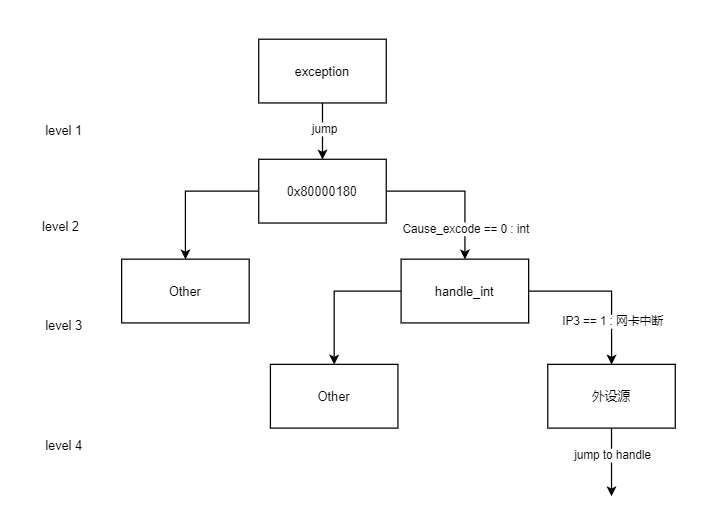 exception
level 1
jump
0x80000180
level 2
Cause_excode == 0 : int
Other
handle_int
level 3
IP3 == 1 : 网卡中断
Other
外设源
level 4
jump to handle